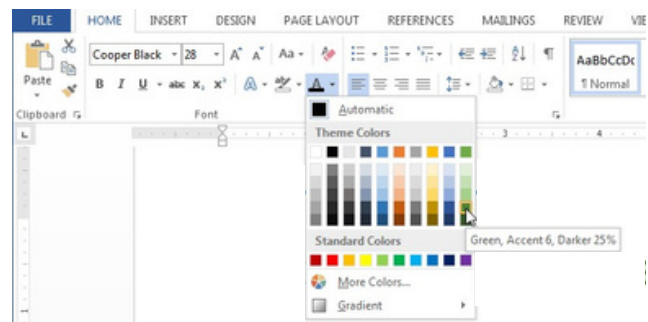 FILE HOME INSERT DESIGN PAGE LAYOUT REFERENCES MAILINGS REVIEW VIE
Cooper Black 28 A A Aa
AaBbCcDc
Paste B I U abc X₂ X² A A ¶ Normal
Clipboard Font
Automatic
Theme Colors
3 4
Green, Accent 6, Darker 25%
Standard Colors
More Colors...
Gradient